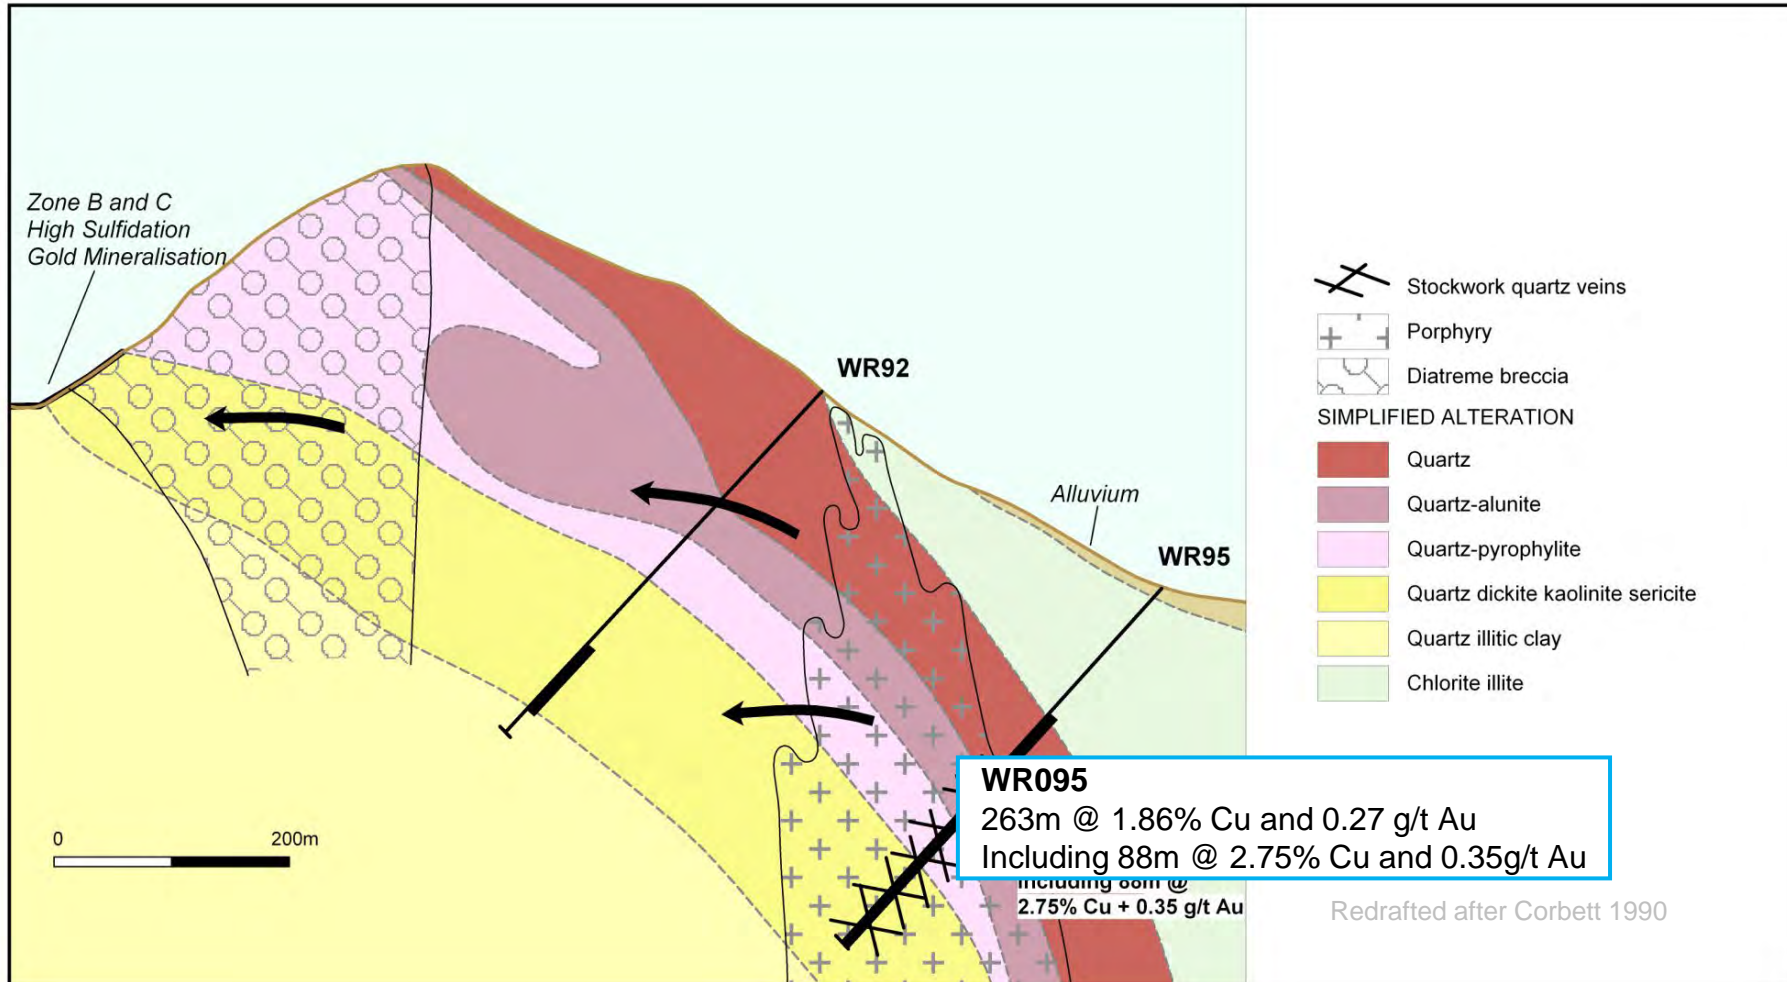 Zone B and C
High Sulfidation
Gold Mineralisation
WR92
Alluvium
WR95
Stockwork quartz veins
Porphyry
Diatreme breccia
SIMPLIFIED ALTERATION
Quartz
Quartz-alunite
Quartz-pyrophylite
Quartz dickite kaolinite sericite
Quartz illitic clay
Chlorite illite
0 200m
WR095
263m @ 1.86% Cu and 0.27 g/t Au
Including 88m @ 2.75% Cu and 0.35g/t Au
Including 88m @
2.75% Cu + 0.35 g/t Au
Redrafted after Corbett 1990